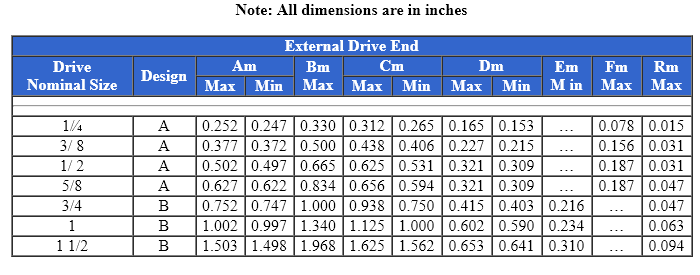 Note: All dimensions are in inches
External Drive End
Drive Nominal Size Design Am Bm Cm Dm Em Fm Rm
Max Min Max Max Min Max Min M in Max Max
1/4 A 0.252 0.247 0.330 0.312 0.265 0.165 0.153 … 0.078 0.015
3/ 8 A 0.377 0.372 0.500 0.438 0.406 0.227 0.215 … 0.156 0.031
1/ 2 A 0.502 0.497 0.665 0.625 0.531 0.321 0.309 … 0.187 0.031
5/8 A 0.627 0.622 0.834 0.656 0.594 0.321 0.309 … 0.187 0.047
3/4 B 0.752 0.747 1.000 0.938 0.750 0.415 0.403 0.216 … 0.047
1 B 1.002 0.997 1.340 1.125 1.000 0.602 0.590 0.234 … 0.063
1 1/2 B 1.503 1.498 1.968 1.625 1.562 0.653 0.641 0.310 … 0.094